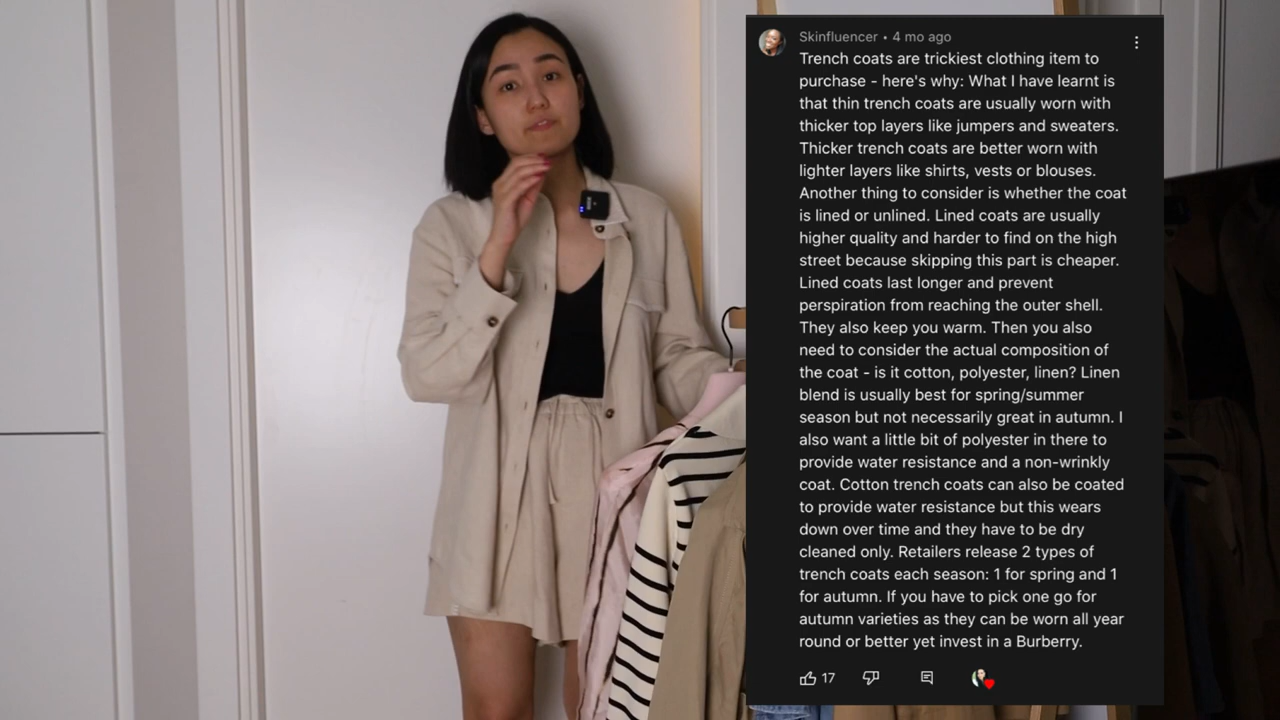 Skinfluencer • 4 mo ago
Trench coats are trickiest clothing item to
purchase - here's why: What I have learnt is
that thin trench coats are usually worn with
thicker top layers like jumpers and sweaters.
Thicker trench coats are better worn with
lighter layers like shirts, vests or blouses.
Another thing to consider is whether the coat
is lined or unlined. Lined coats are usually
higher quality and harder to find on the high
street because skipping this part is cheaper.
Lined coats last longer and prevent
perspiration from reaching the outer shell.
They also keep you warm. Then you also
need to consider the actual composition of
the coat - is it cotton, polyester, linen? Linen
blend is usually best for spring/summer
season but not necessarily great in autumn. I
also want a little bit of polyester in there to
provide water resistance and a non-wrinkly
coat. Cotton trench coats can also be coated
to provide water resistance but this wears
down over time and they have to be dry
cleaned only. Retailers release 2 types of
trench coats each season: 1 for spring and 1
for autumn. If you have to pick one go for
autumn varieties as they can be worn all year
round or better yet invest in a Burberry.
17